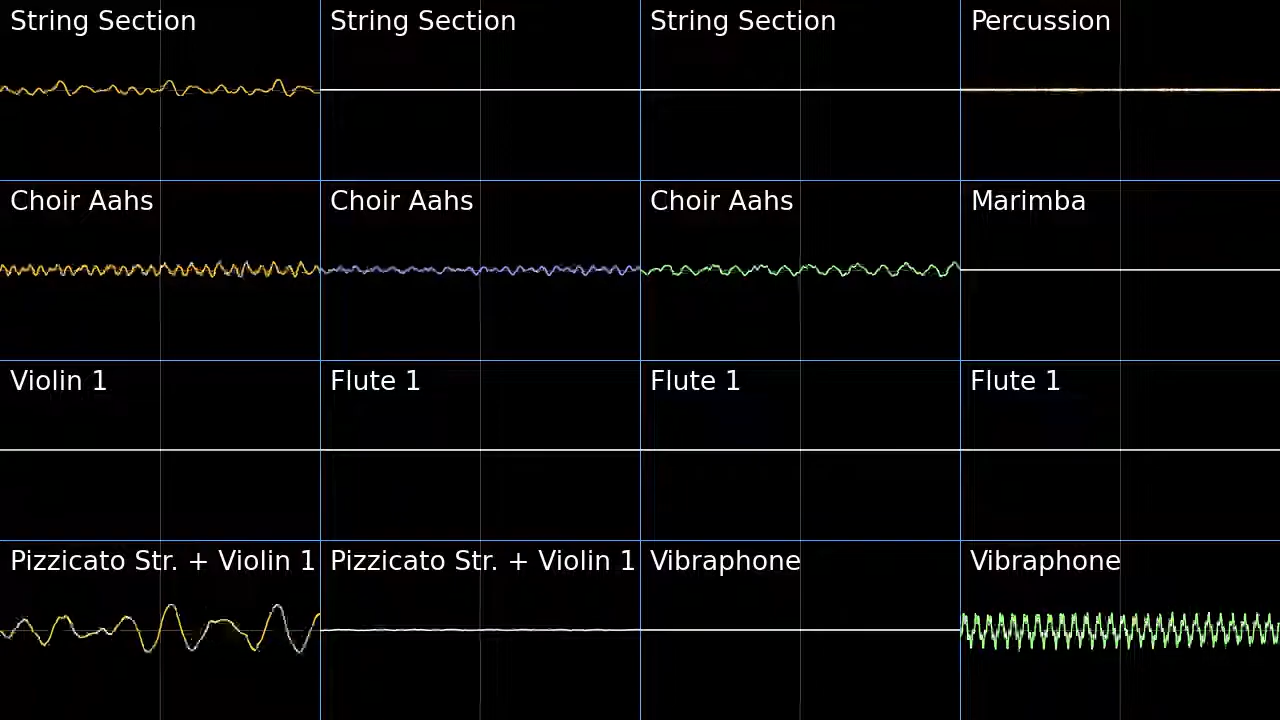 String Section
String Section
String Section
Percussion
Choir Aahs
Choir Aahs
Choir Aahs
Marimba
Violin 1
Flute 1
Flute 1
Flute 1
Pizzicato Str. + Violin 1
Pizzicato Str. + Violin 1
Vibraphone
Vibraphone